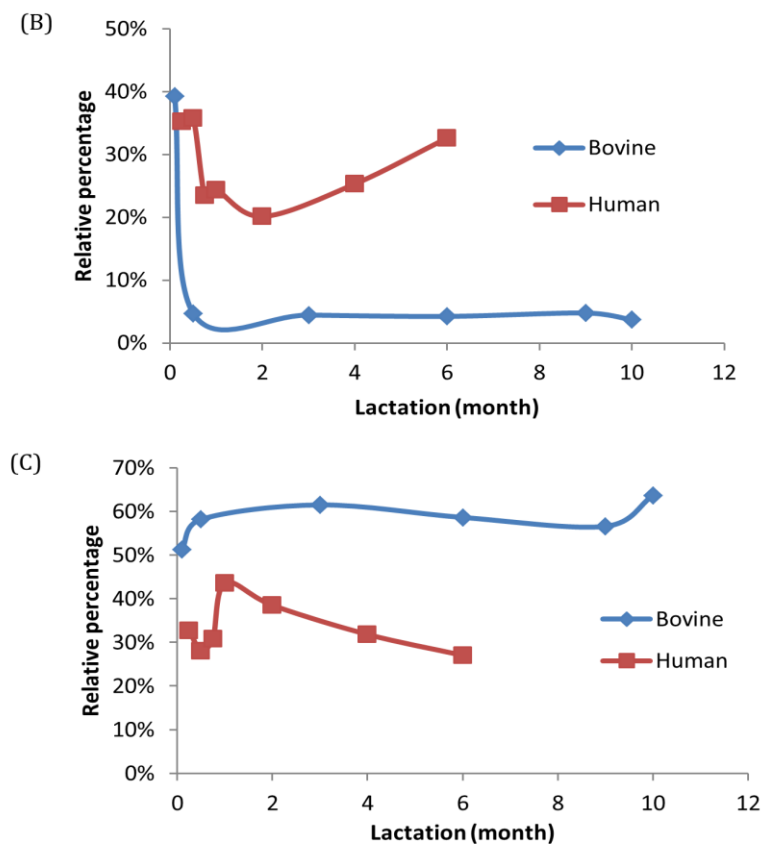 (B)
50%
40%
30%
20%
10%
0%
Relative percentage
Bovine
Human
0 2 4 6 8 10 12
Lactation (month)
(C)
70%
60%
50%
40%
30%
20%
10%
0%
Relative percentage
Bovine
Human
0 2 4 6 8 10 12
Lactation (month)